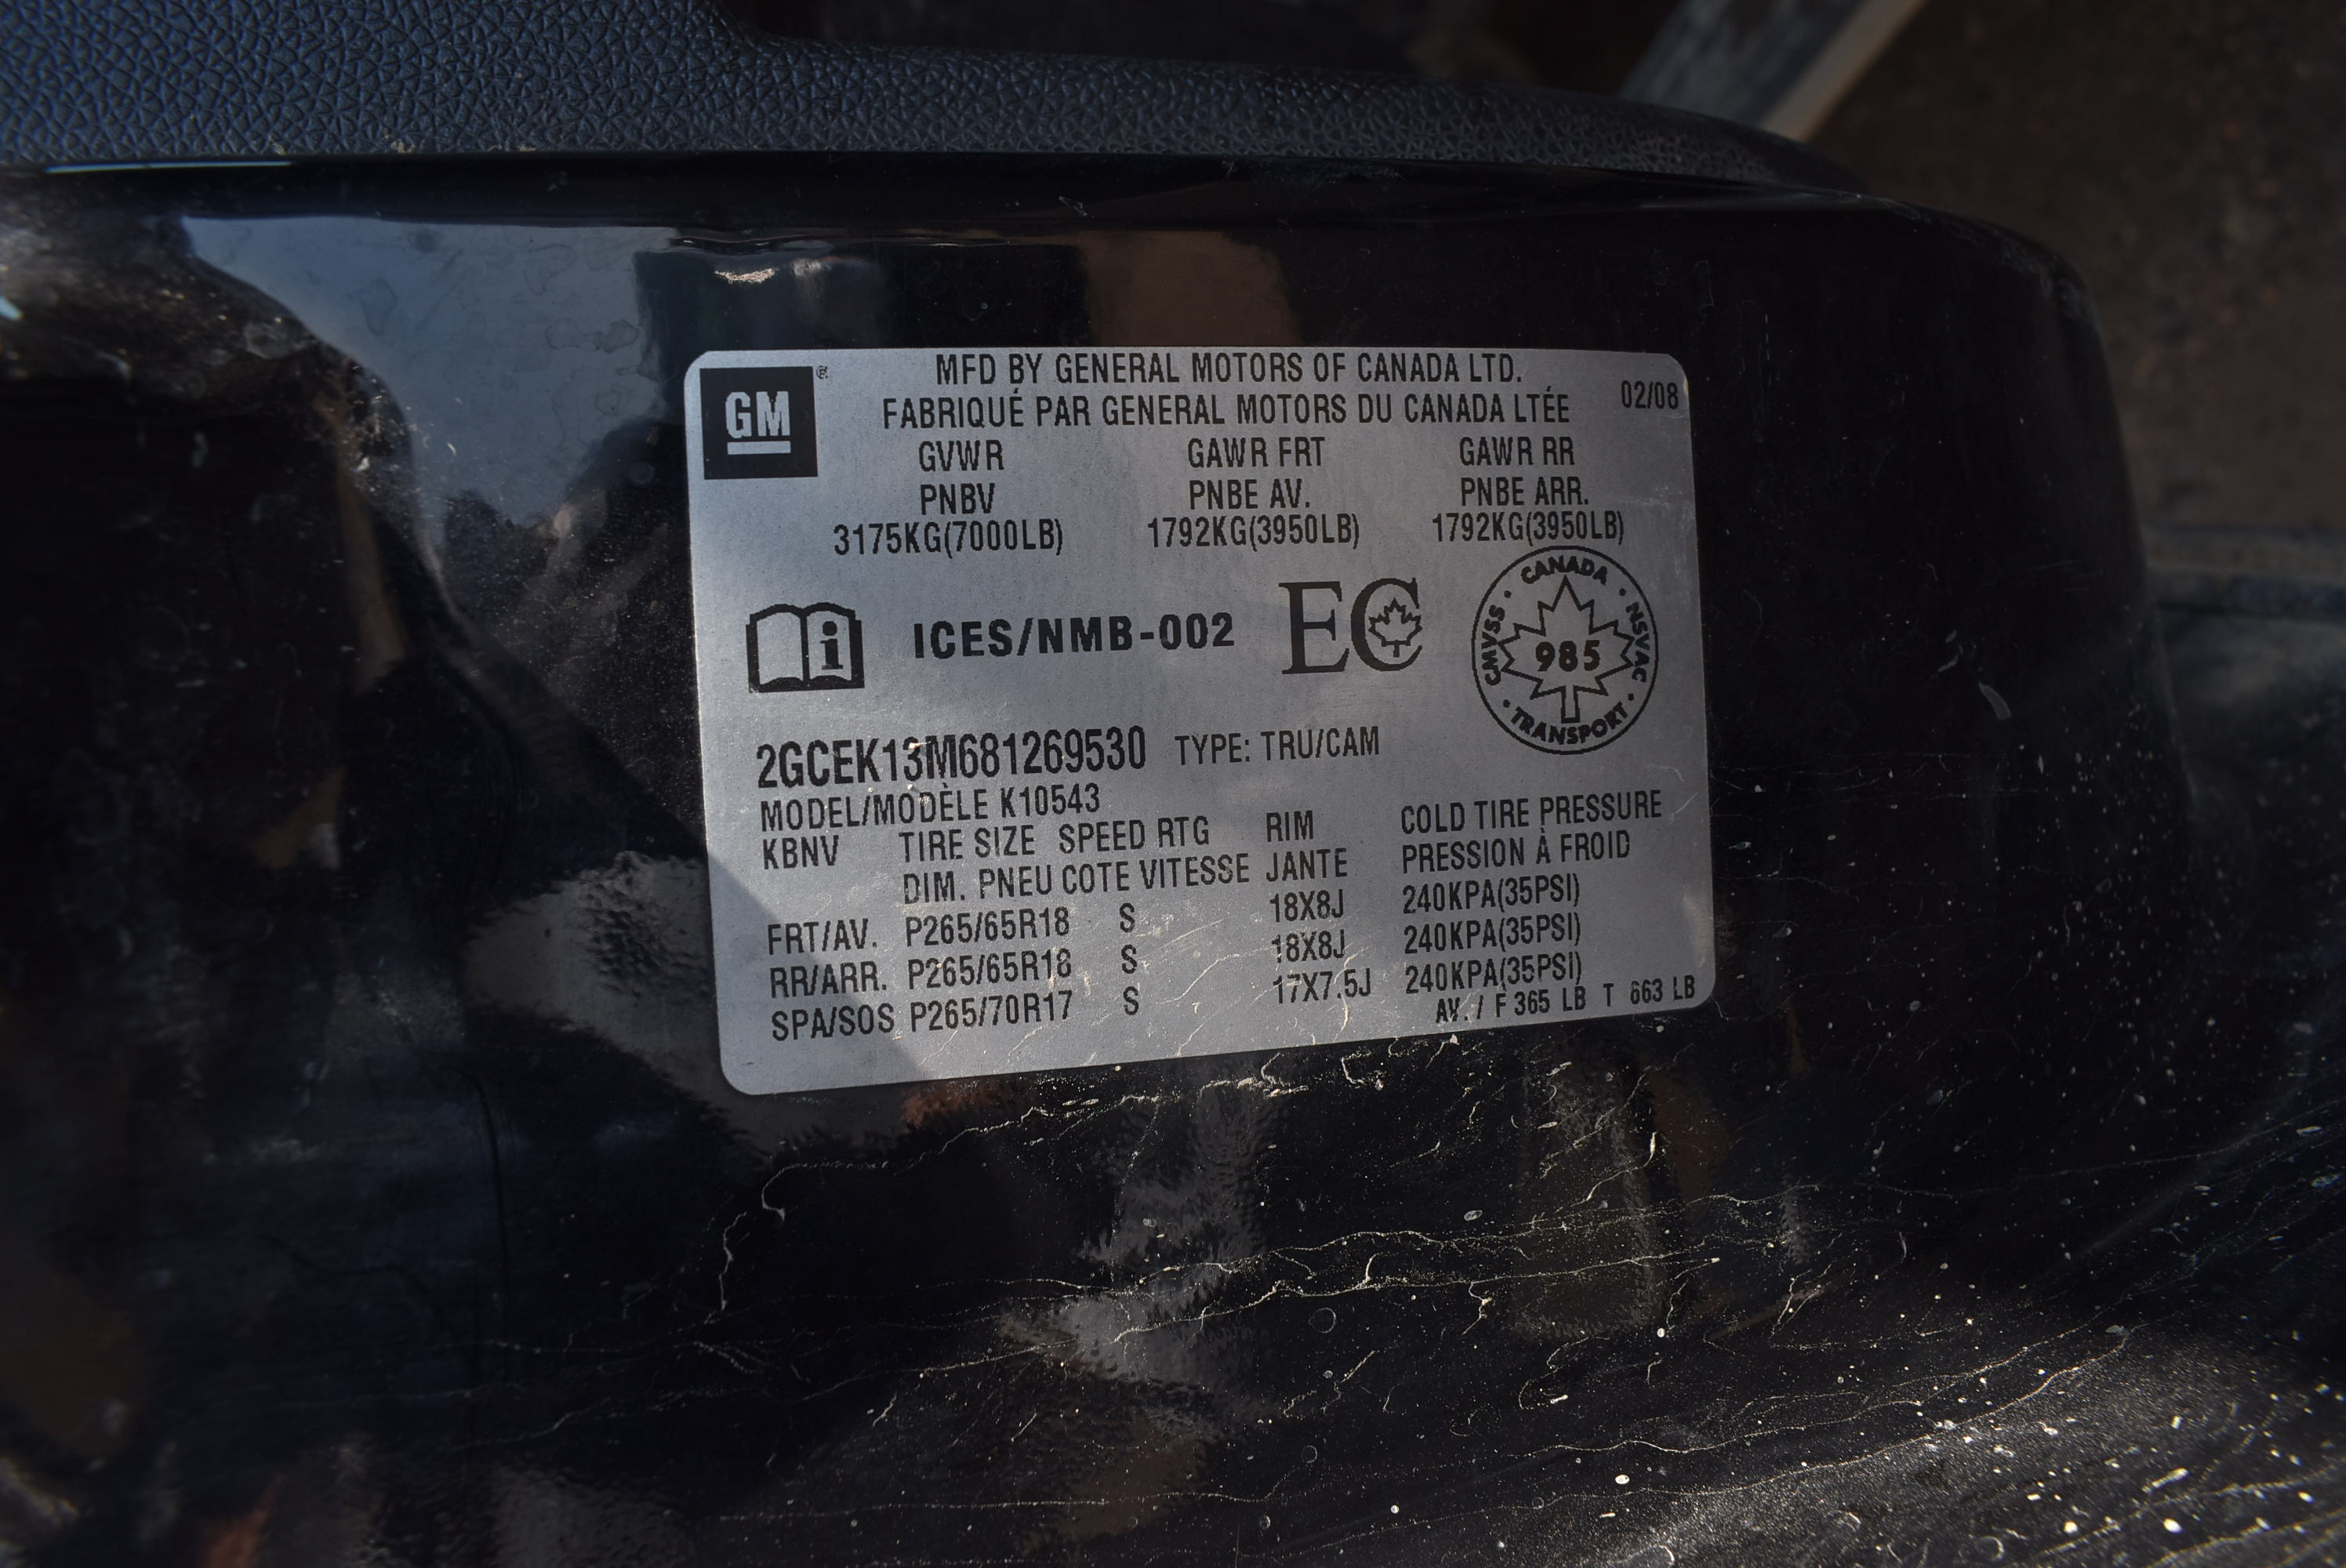 GM ®
MFD BY GENERAL MOTORS OF CANADA LTD.
FABRIQUÉ PAR GENERAL MOTORS DU CANADA LTÉE
02/08
GVWR GAWR FRT GAWR RR
PNBV PNBE AV. PNBE ARR.
3175KG(7000LB) 1792KG(3950LB) 1792KG(3950LB)
i ICES/NMB-002 EC
CANADA · NSVAC · TRANSPORT · CMVSS ·
985
2GCEK13M681269530 TYPE: TRU/CAM
MODEL/MODÈLE K10543
KBNV TIRE SIZE SPEED RTG RIM COLD TIRE PRESSURE
DIM. PNEU COTE VITESSE JANTE PRESSION À FROID
FRT/AV. P265/65R18 S 18X8J 240KPA(35PSI)
RR/ARR. P265/65R18 S 18X8J 240KPA(35PSI)
SPA/SOS P265/70R17 S 17X7.5J 240KPA(35PSI)
AV. / F 365 LB T 663 LB